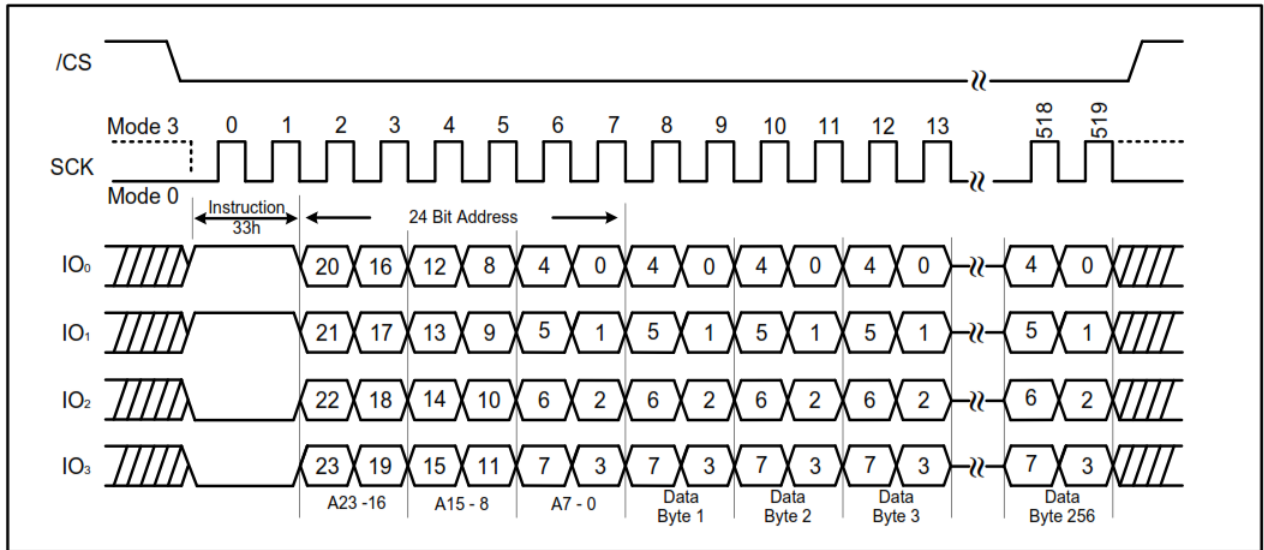 /CS
Mode 3 0 1 2 3 4 5 6 7 8 9 10 11 12 13 518 519
SCK
Mode 0
Instruction
33h
24 Bit Address
IO₀ 20 16 12 8 4 0 4 0 4 0 4 0 4 0
IO₁ 21 17 13 9 5 1 5 1 5 1 5 1 5 1
IO₂ 22 18 14 10 6 2 6 2 6 2 6 2 6 2
IO₃ 23 19 15 11 7 3 7 3 7 3 7 3 7 3
A23 -16 A15 - 8 A7 - 0 Data Byte 1 Data Byte 2 Data Byte 3 Data Byte 256